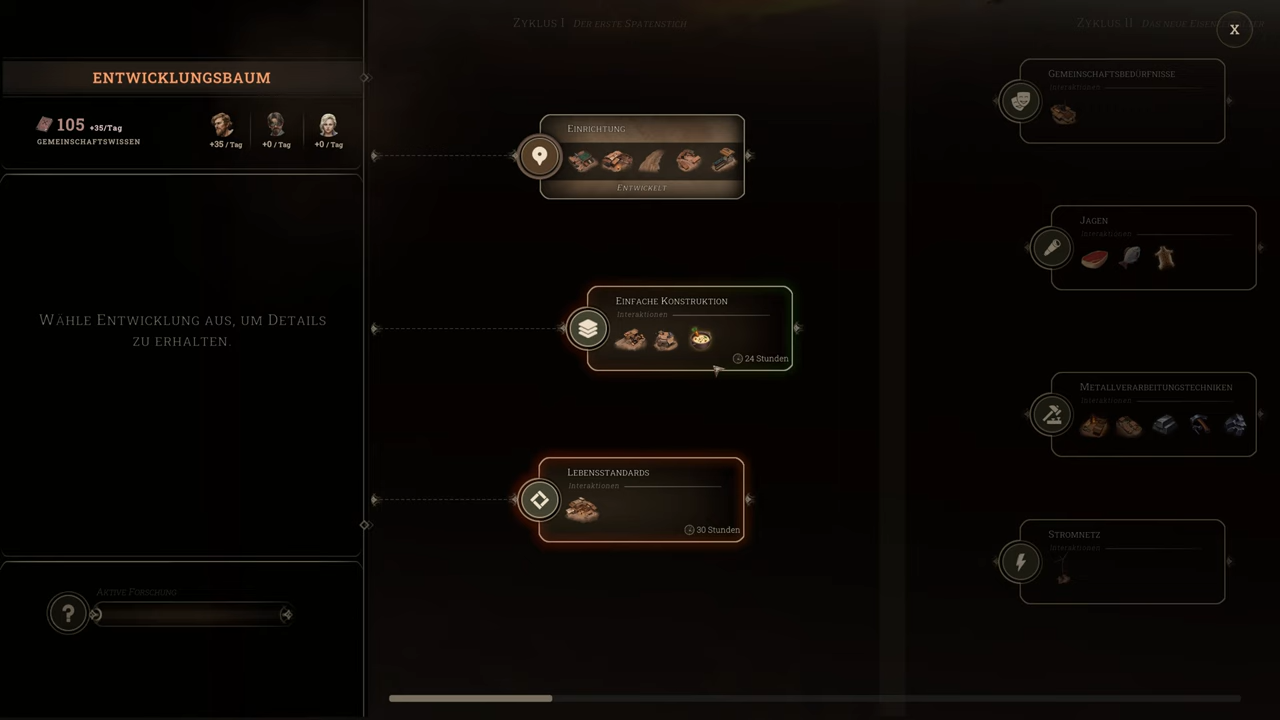 Zyklus I Der erste Spatenstich
Zyklus II
X
Entwicklungsbaum
105 +35/Tag
Gemeinschaftswissen
+35 / Tag
+0 / Tag
+0 / Tag
Wähle Entwicklung aus, um Details
zu erhalten.
Aktive Forschung
?
Einrichtung
Entwickelt
Einfache Konstruktion
Interaktionen
24 Stunden
Lebensstandards
Interaktionen
30 Stunden
Gemeinschaftsbedürfnisse
Interaktionen
Jagen
Interaktionen
Metallverarbeitungstechniken
Interaktionen
Stromnetz
Interaktionen